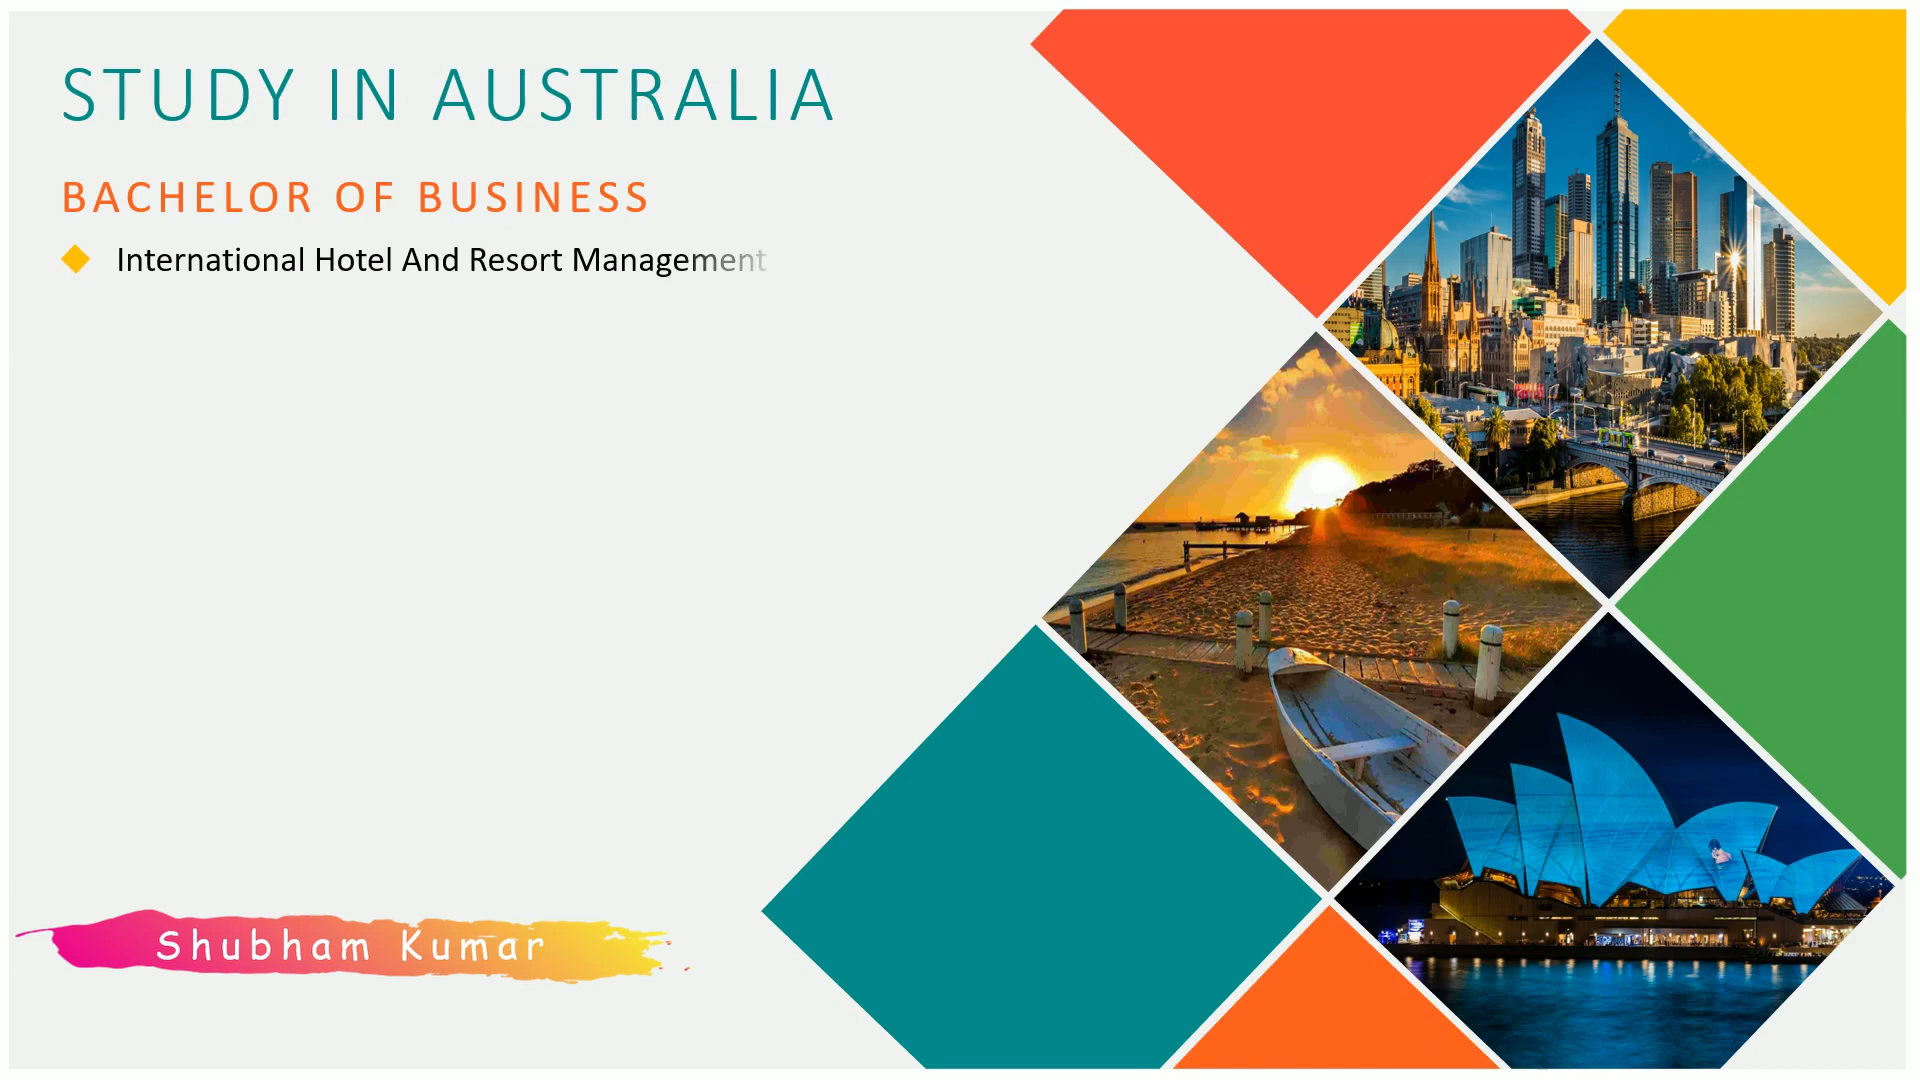 STUDY IN AUSTRALIA
BACHELOR OF BUSINESS
International Hotel And Resort Management
Shubham Kumar